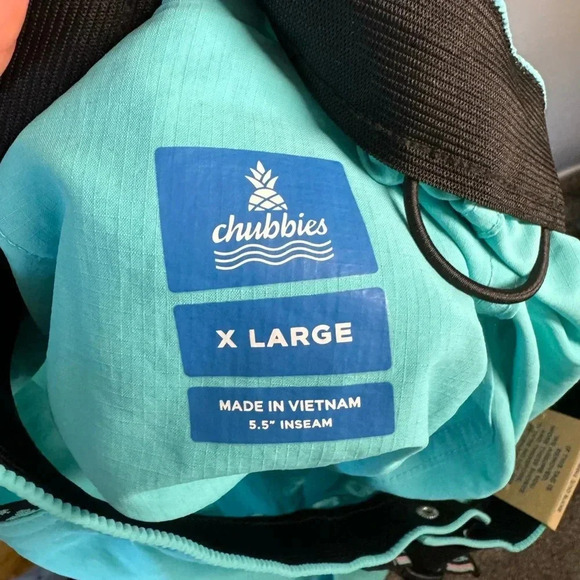 chubbies
X LARGE
MADE IN VIETNAM
5.5" INSEAM